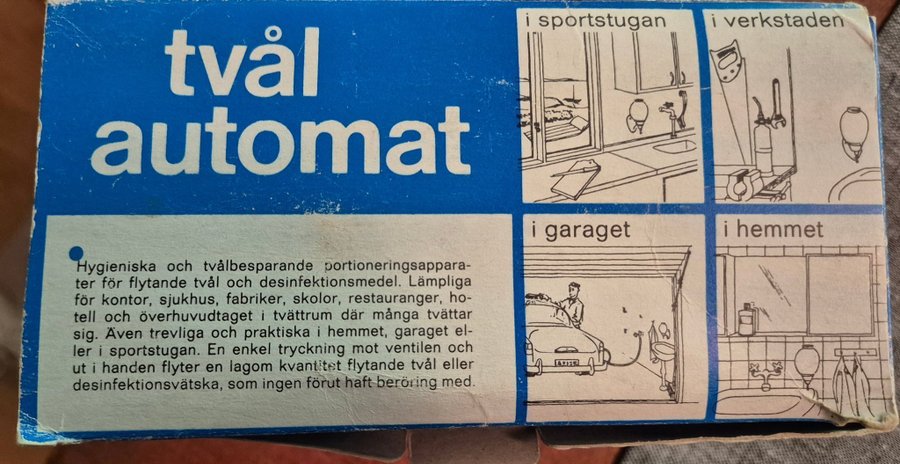 tvål
automat
i sportstugan
i verkstaden
i garaget
i hemmet
Hygieniska och tvålbesparande portioneringsappara-
ter för flytande tvål och desinfektionsmedel. Lämpliga
för kontor, sjukhus, fabriker, skolor, restauranger, ho-
tell och överhuvudtaget i tvättrum där många tvättar
sig. Även trevliga och praktiska i hemmet, garaget el-
ler i sportstugan. En enkel tryckning mot ventilen och
ut i handen flyter en lagom kvantitet flytande tvål eller
desinfektionsvätska, som ingen förut haft beröring med.